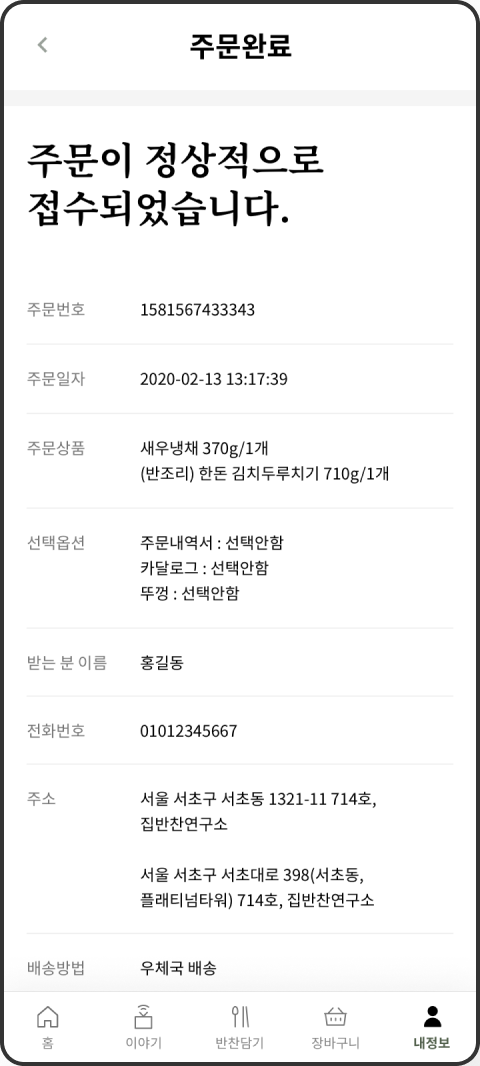 주문완료
주문이 정상적으로
접수되었습니다.
주문번호 1581567433343
주문일자 2020-02-13 13:17:39
주문상품 새우냉채 370g/1개
(반조리) 한돈 김치두루치기 710g/1개
선택옵션 주문내역서 : 선택안함
카달로그 : 선택안함
뚜껑 : 선택안함
받는 분 이름 홍길동
전화번호 01012345667
주소 서울 서초구 서초동 1321-11 714호,
집반찬연구소
서울 서초구 서초대로 398(서초동,
플래티넘타워) 714호, 집반찬연구소
배송방법 우체국 배송
홈 이야기 반찬담기 장바구니 내정보